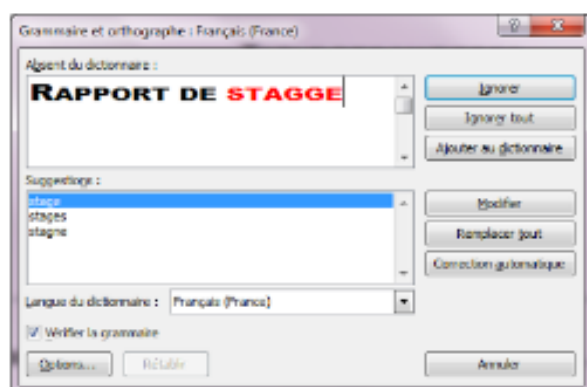 Grammaire et orthographe : Français (France)
Absent du dictionnaire :
RAPPORT DE STAGGE
Ignorer
Ignorer tout
Ajouter au dictionnaire
Suggestions :
stage
stages
stagne
Modifier
Remplacer tout
Correction automatique
Langue du dictionnaire : Français (France)
Vérifier la grammaire
Options... Rétablir Annuler